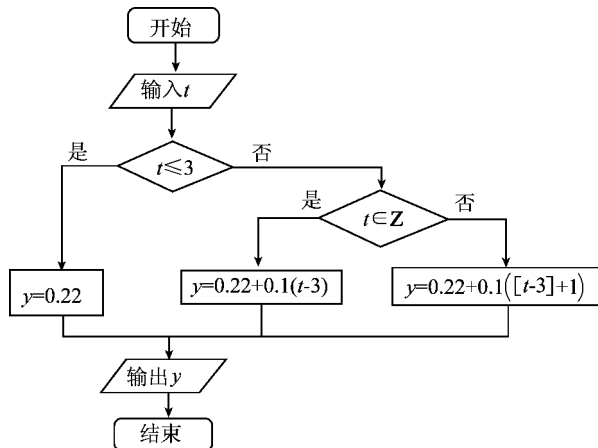 开始
输入t
是
t≤3
否
是
t∈Z
否
y=0.22
y=0.22+0.1(t-3)
y=0.22+0.1([t-3]+1)
输出y
结束